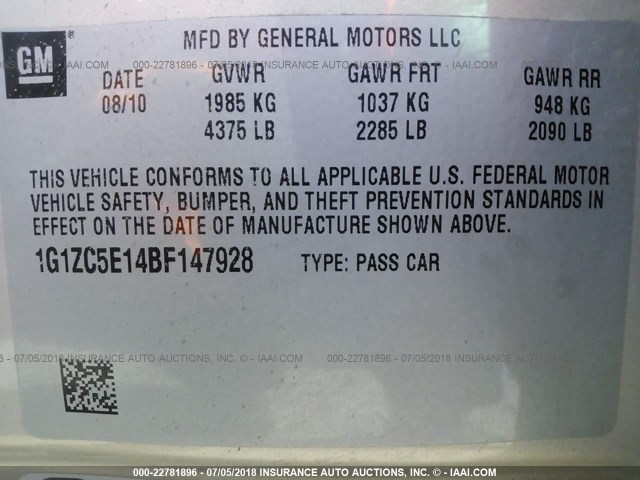 GM ®
MFD BY GENERAL MOTORS LLC
DATE GVWR GAWR FRT GAWR RR
08/10 1985 KG 1037 KG 948 KG
4375 LB 2285 LB 2090 LB
THIS VEHICLE CONFORMS TO ALL APPLICABLE U.S. FEDERAL MOTOR
VEHICLE SAFETY, BUMPER, AND THEFT PREVENTION STANDARDS IN
EFFECT ON THE DATE OF MANUFACTURE SHOWN ABOVE.
1G1ZC5E14BF147928 TYPE: PASS CAR
000-22781896 - 07/05/2018 INSURANCE AUTO AUCTIONS, INC. © - IAAI.COM